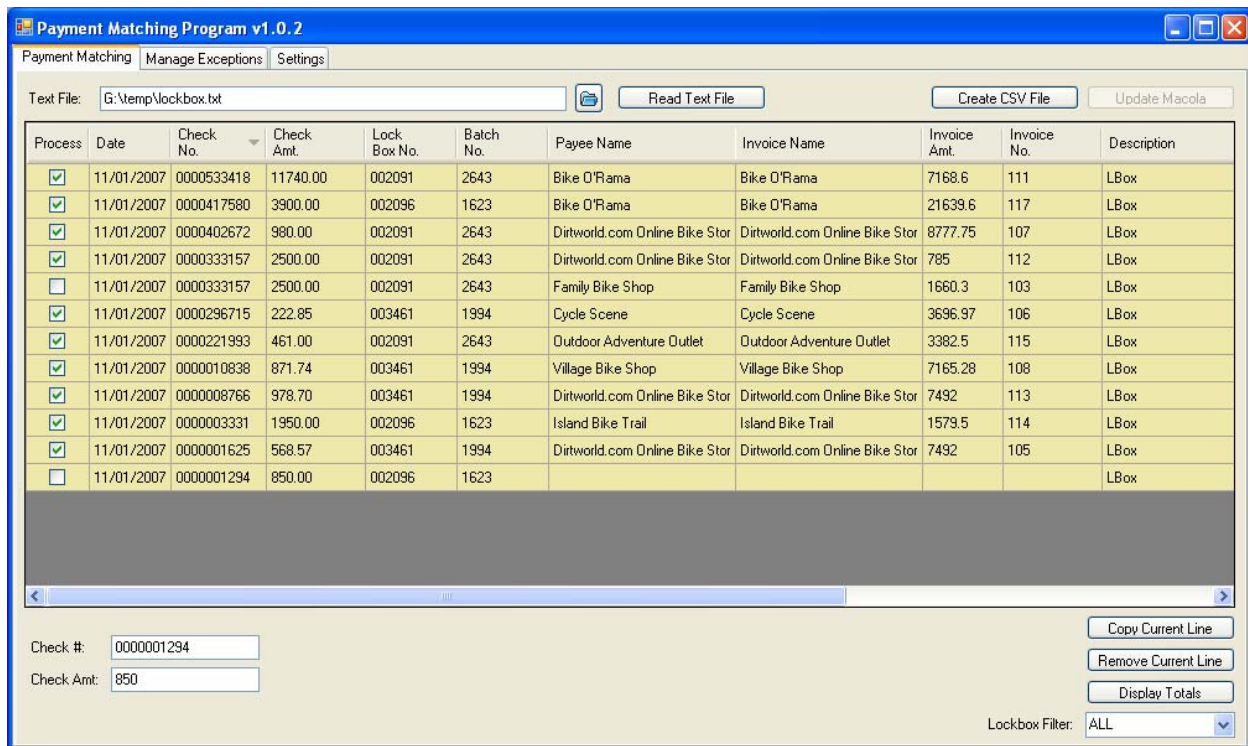 Payment Matching Program v1.0.2
Payment Matching Manage Exceptions Settings
Text File: G:\temp\lockbox.txt Read Text File Create CSV File Update Macola
Process Date Check No. Check Amt. Lock Box No. Batch No. Payee Name Invoice Name Invoice Amt. Invoice No. Description
11/01/2007 0000533418 11740.00 002091 2643 Bike O'Rama Bike O'Rama 7168.6 111 LBox
11/01/2007 0000417580 3900.00 002096 1623 Bike O'Rama Bike O'Rama 21639.6 117 LBox
11/01/2007 0000402672 980.00 002091 2643 Dirtworld.com Online Bike Stor Dirtworld.com Online Bike Stor 8777.75 107 LBox
11/01/2007 0000333157 2500.00 002091 2643 Dirtworld.com Online Bike Stor Dirtworld.com Online Bike Stor 785 112 LBox
11/01/2007 0000333157 2500.00 002091 2643 Family Bike Shop Family Bike Shop 1660.3 103 LBox
11/01/2007 0000296715 222.85 003461 1994 Cycle Scene Cycle Scene 3696.97 106 LBox
11/01/2007 0000221993 461.00 002091 2643 Outdoor Adventure Outlet Outdoor Adventure Outlet 3382.5 115 LBox
11/01/2007 0000010838 871.74 003461 1994 Village Bike Shop Village Bike Shop 7165.28 108 LBox
11/01/2007 0000008766 978.70 003461 1994 Dirtworld.com Online Bike Stor Dirtworld.com Online Bike Stor 7492 113 LBox
11/01/2007 0000003331 1950.00 002096 1623 Island Bike Trail Island Bike Trail 1579.5 114 LBox
11/01/2007 0000001625 568.57 003461 1994 Dirtworld.com Online Bike Stor Dirtworld.com Online Bike Stor 7492 105 LBox
11/01/2007 0000001294 850.00 002096 1623 LBox
Copy Current Line
Check #: 0000001294
Remove Current Line
Check Amt: 850
Display Totals
Lockbox Filter: ALL